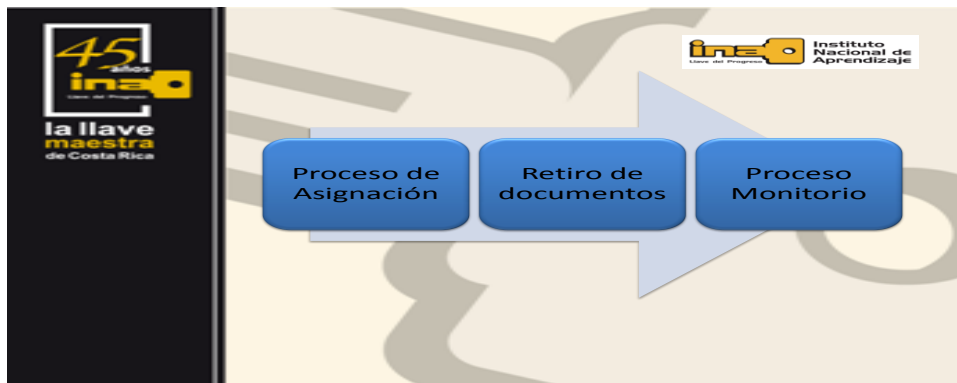 45
años
ina
Llave del Progreso
la llave
maestra
de Costa Rica
ina
Llave del Progreso
Instituto
Nacional de
Aprendizaje
Proceso de
Asignación
Retiro de
documentos
Proceso
Monitorio